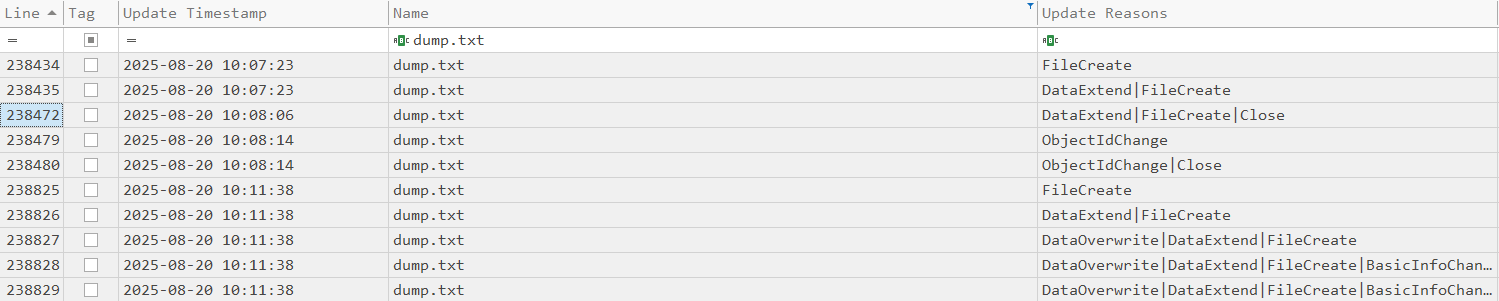 Line Tag Update Timestamp Name Update Reasons
= = dump.txt
238434 2025-08-20 10:07:23 dump.txt FileCreate
238435 2025-08-20 10:07:23 dump.txt DataExtend|FileCreate
238472 2025-08-20 10:08:06 dump.txt DataExtend|FileCreate|Close
238479 2025-08-20 10:08:14 dump.txt ObjectIdChange
238480 2025-08-20 10:08:14 dump.txt ObjectIdChange|Close
238825 2025-08-20 10:11:38 dump.txt FileCreate
238826 2025-08-20 10:11:38 dump.txt DataExtend|FileCreate
238827 2025-08-20 10:11:38 dump.txt DataOverwrite|DataExtend|FileCreate
238828 2025-08-20 10:11:38 dump.txt DataOverwrite|DataExtend|FileCreate|BasicInfoChan…
238829 2025-08-20 10:11:38 dump.txt DataOverwrite|DataExtend|FileCreate|BasicInfoChan…